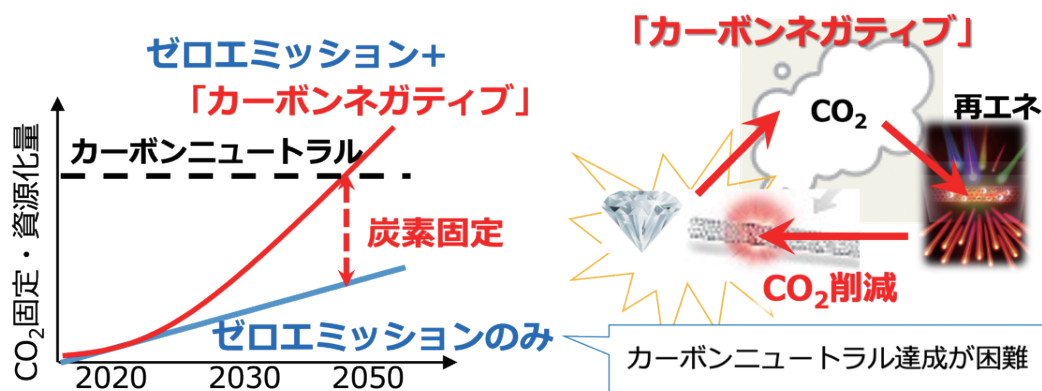 ゼロエミッション+
「カーボンネガティブ」
カーボンニュートラル
炭素固定
ゼロエミッションのみ
CO₂固定・資源化量
2020
2030
2050
「カーボンネガティブ」
CO₂
再エネ
CO₂削減
カーボンニュートラル達成が困難